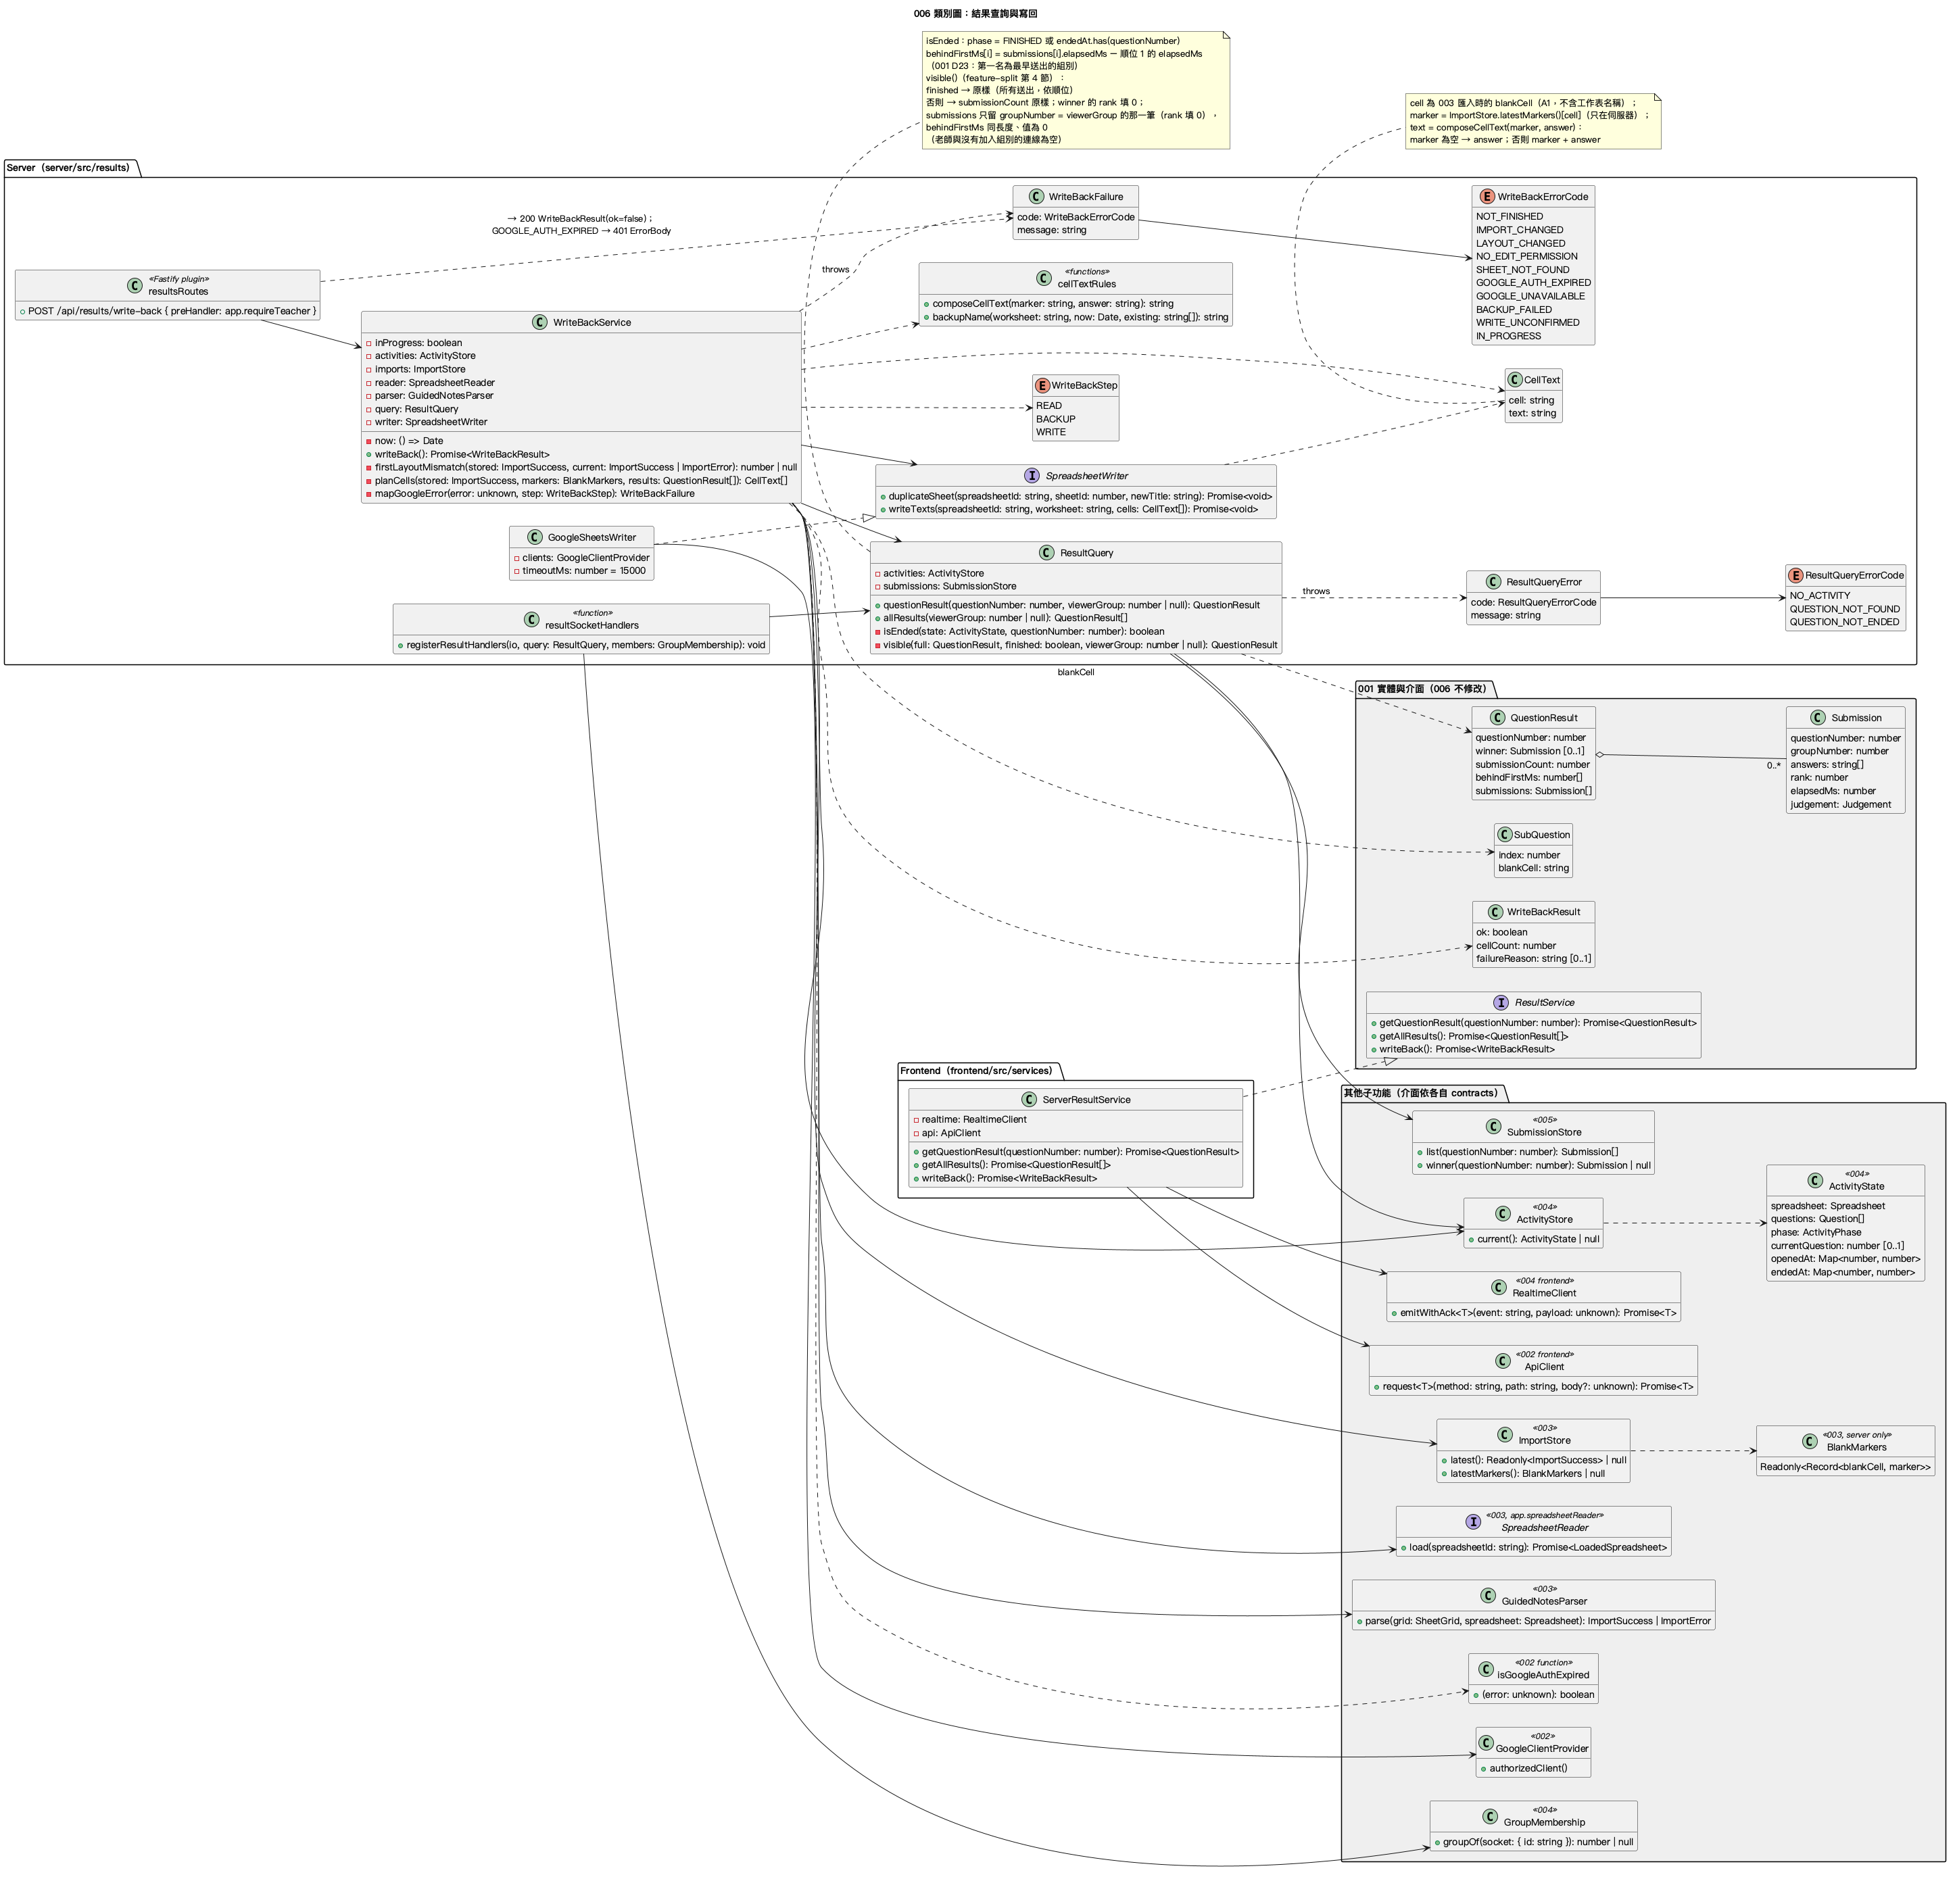 006 類別圖：結果查詢與寫回
isEnded：phase = FINISHED 或 endedAt.has(questionNumber)
behindFirstMs[i] = submissions[i].elapsedMs － 順位 1 的 elapsedMs
（001 D23：第一名為最早送出的組別）
visible()（feature-split 第 4 節）：
finished → 原樣（所有送出，依順位）
否則 → submissionCount 原樣；winner 的 rank 填 0；
submissions 只留 groupNumber = viewerGroup 的那一筆（rank 填 0），
behindFirstMs 同長度、值為 0
（老師與沒有加入組別的連線為空）
cell 為 003 匯入時的 blankCell（A1，不含工作表名稱）；
marker = ImportStore.latestMarkers()[cell]（只在伺服器）；
text = composeCellText(marker, answer)：
marker 為空 → answer；否則 marker + answer
Server（server/src/results）
→ 200 WriteBackResult(ok=false)；
GOOGLE_AUTH_EXPIRED → 401 ErrorBody
WriteBackFailure
code: WriteBackErrorCode
message: string
WriteBackErrorCode
NOT_FINISHED
IMPORT_CHANGED
LAYOUT_CHANGED
NO_EDIT_PERMISSION
SHEET_NOT_FOUND
GOOGLE_AUTH_EXPIRED
GOOGLE_UNAVAILABLE
BACKUP_FAILED
WRITE_UNCONFIRMED
IN_PROGRESS
throws
«Fastify plugin»
resultsRoutes
POST /api/results/write-back { preHandler: app.requireTeacher }
«functions»
cellTextRules
composeCellText(marker: string, answer: string): string
backupName(worksheet: string, now: Date, existing: string[]): string
WriteBackService
inProgress: boolean
activities: ActivityStore
imports: ImportStore
reader: SpreadsheetReader
parser: GuidedNotesParser
query: ResultQuery
writer: SpreadsheetWriter
now: () => Date
writeBack(): Promise<WriteBackResult>
firstLayoutMismatch(stored: ImportSuccess, current: ImportSuccess | ImportError): number | null
planCells(stored: ImportSuccess, markers: BlankMarkers, results: QuestionResult[]): CellText[]
mapGoogleError(error: unknown, step: WriteBackStep): WriteBackFailure
WriteBackStep
READ
BACKUP
WRITE
CellText
cell: string
text: string
SpreadsheetWriter
duplicateSheet(spreadsheetId: string, sheetId: number, newTitle: string): Promise<void>
writeTexts(spreadsheetId: string, worksheet: string, cells: CellText[]): Promise<void>
GoogleSheetsWriter
clients: GoogleClientProvider
timeoutMs: number = 15000
ResultQuery
activities: ActivityStore
submissions: SubmissionStore
questionResult(questionNumber: number, viewerGroup: number | null): QuestionResult
allResults(viewerGroup: number | null): QuestionResult[]
isEnded(state: ActivityState, questionNumber: number): boolean
visible(full: QuestionResult, finished: boolean, viewerGroup: number | null): QuestionResult
throws
ResultQueryError
code: ResultQueryErrorCode
message: string
ResultQueryErrorCode
NO_ACTIVITY
QUESTION_NOT_FOUND
QUESTION_NOT_ENDED
«function»
resultSocketHandlers
registerResultHandlers(io, query: ResultQuery, members: GroupMembership): void
blankCell
001 實體與介面（006 不修改）
QuestionResult
questionNumber: number
winner: Submission [0..1]
submissionCount: number
behindFirstMs: number[]
submissions: Submission[]
0..*
Submission
questionNumber: number
groupNumber: number
answers: string[]
rank: number
elapsedMs: number
judgement: Judgement
SubQuestion
index: number
blankCell: string
WriteBackResult
ok: boolean
cellCount: number
failureReason: string [0..1]
ResultService
getQuestionResult(questionNumber: number): Promise<QuestionResult>
getAllResults(): Promise<QuestionResult[]>
writeBack(): Promise<WriteBackResult>
Frontend（frontend/src/services）
ServerResultService
realtime: RealtimeClient
api: ApiClient
getQuestionResult(questionNumber: number): Promise<QuestionResult>
getAllResults(): Promise<QuestionResult[]>
writeBack(): Promise<WriteBackResult>
其他子功能（介面依各自 contracts）
«005»
SubmissionStore
list(questionNumber: number): Submission[]
winner(questionNumber: number): Submission | null
«004»
ActivityStore
current(): ActivityState | null
«004»
ActivityState
spreadsheet: Spreadsheet
questions: Question[]
phase: ActivityPhase
currentQuestion: number [0..1]
openedAt: Map<number, number>
endedAt: Map<number, number>
«004 frontend»
RealtimeClient
emitWithAck<T>(event: string, payload: unknown): Promise<T>
«002 frontend»
ApiClient
request<T>(method: string, path: string, body?: unknown): Promise<T>
«003»
ImportStore
latest(): Readonly<ImportSuccess> | null
latestMarkers(): BlankMarkers | null
«003, server only»
BlankMarkers
Readonly<Record<blankCell, marker>>
«003, app.spreadsheetReader»
SpreadsheetReader
load(spreadsheetId: string): Promise<LoadedSpreadsheet>
«003»
GuidedNotesParser
parse(grid: SheetGrid, spreadsheet: Spreadsheet): ImportSuccess | ImportError
«002 function»
isGoogleAuthExpired
(error: unknown): boolean
«002»
GoogleClientProvider
authorizedClient()
«004»
GroupMembership
groupOf(socket: { id: string }): number | null